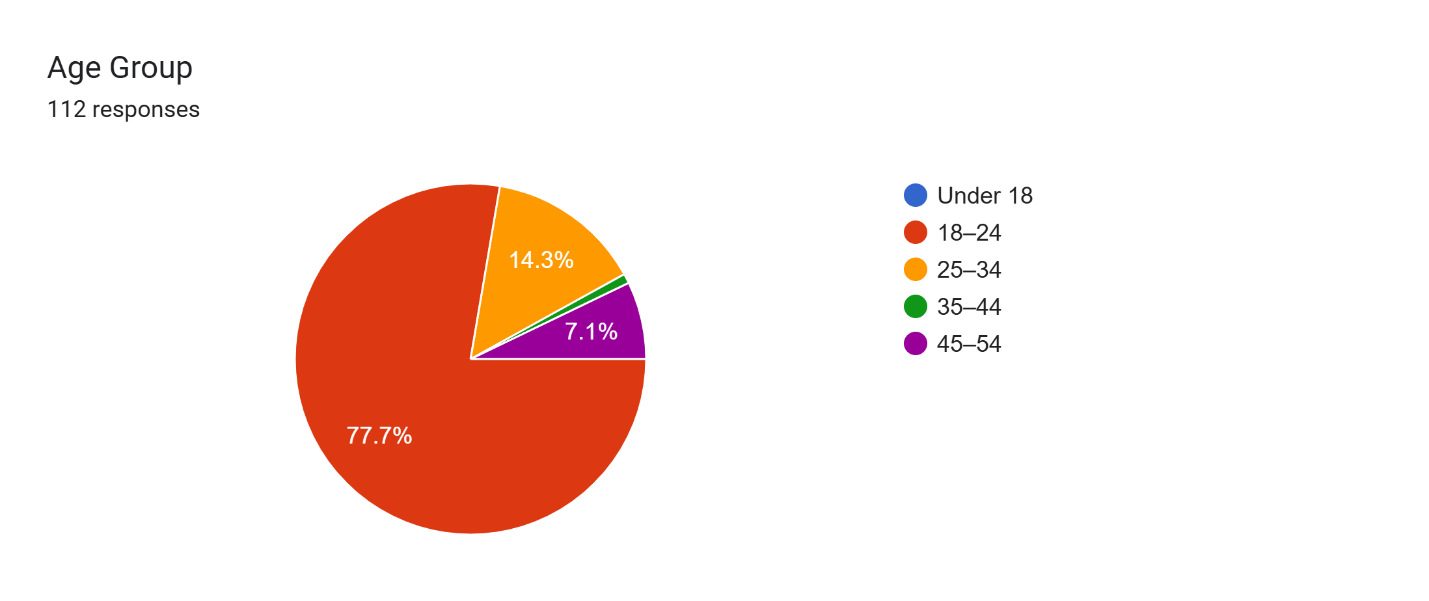 Age Group
112 responses
14.3%
7.1%
77.7%
Under 18
18–24
25–34
35–44
45–54